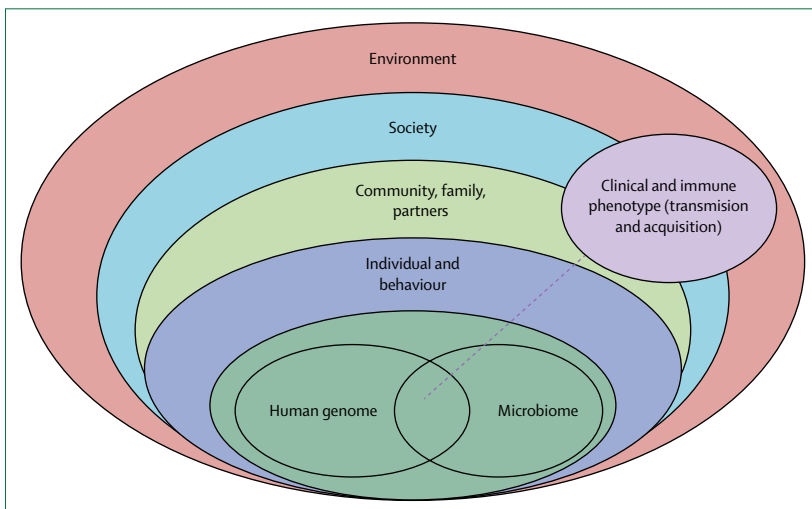 Environment
Society
Community, family,
partners
Clinical and immune
phenotype (transmision
and acquisition)
Individual and
behaviour
Human genome
Microbiome